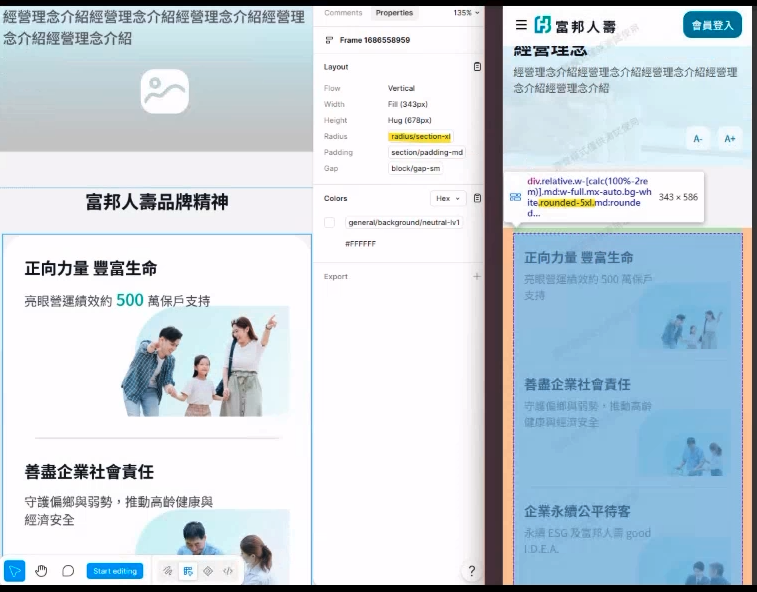 經營理念介紹經營理念介紹經營理念介紹經營理
念介紹經營理念介紹
富邦人壽品牌精神
正向力量 豐富生命
亮眼營運績效約 500 萬保戶支持
善盡企業社會責任
守護偏鄉與弱勢，推動高齡健康與
經濟安全
Start editing
Comments
Properties
135%
Frame 1686558959
Layout
Flow Vertical
Width Fill (343px)
Height Hug (678px)
Radius radius/section-xl
Padding section/padding-md
Gap block/gap-sm
Colors
Hex
general/background/neutral-lv1
#FFFFFF
Export
?
富邦人壽
會員登入
經營理念
經營理念介紹經營理念介紹經營理念介紹經營理
念介紹經營理念介紹
A-
A+
div.relative.w-[calc(100%-2re
m)].md:w-full.mx-auto.bg-wh
ite.rounded-5xl.md:rounde
d...
343 × 586
正向力量 豐富生命
亮眼營運績效約 500 萬保戶
支持
善盡企業社會責任
守護偏鄉與弱勢，推動高齡
健康與經濟安全
企業永續公平待客
永續 ESG 及富邦人壽 good
I.D.E.A.